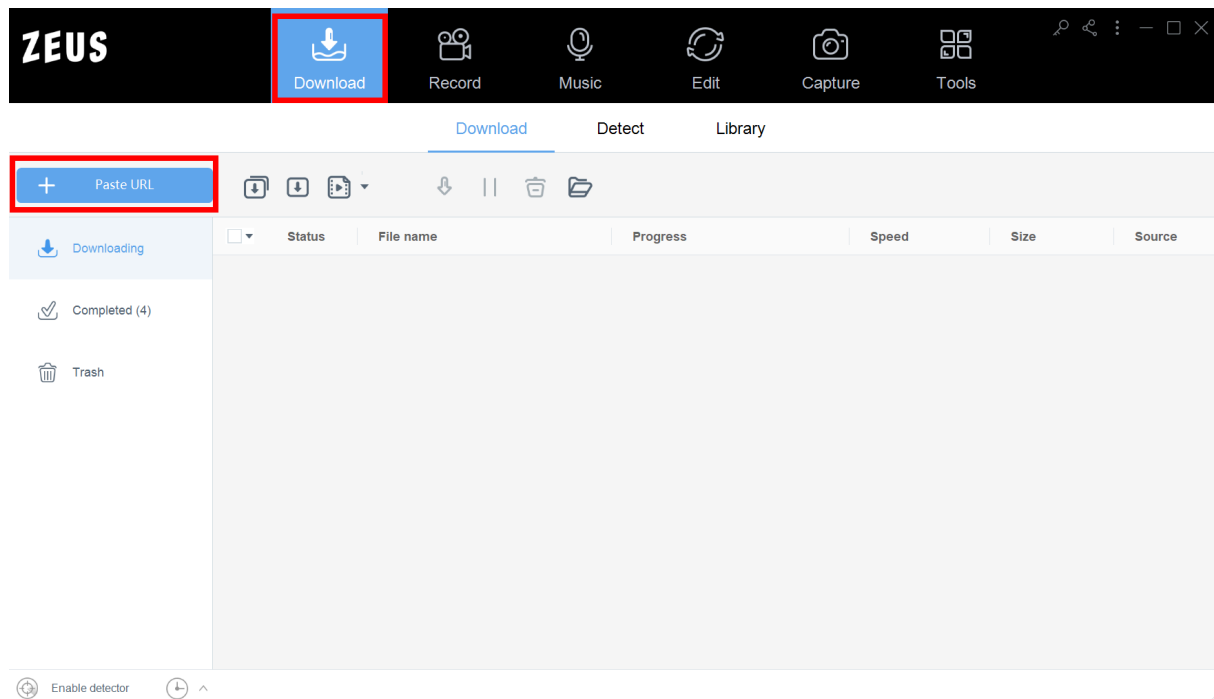 ZEUS
Download Record Music Edit Capture Tools
Download Detect Library
Paste URL
Status File name Progress Speed Size Source
Downloading
Completed (4)
Trash
Enable detector